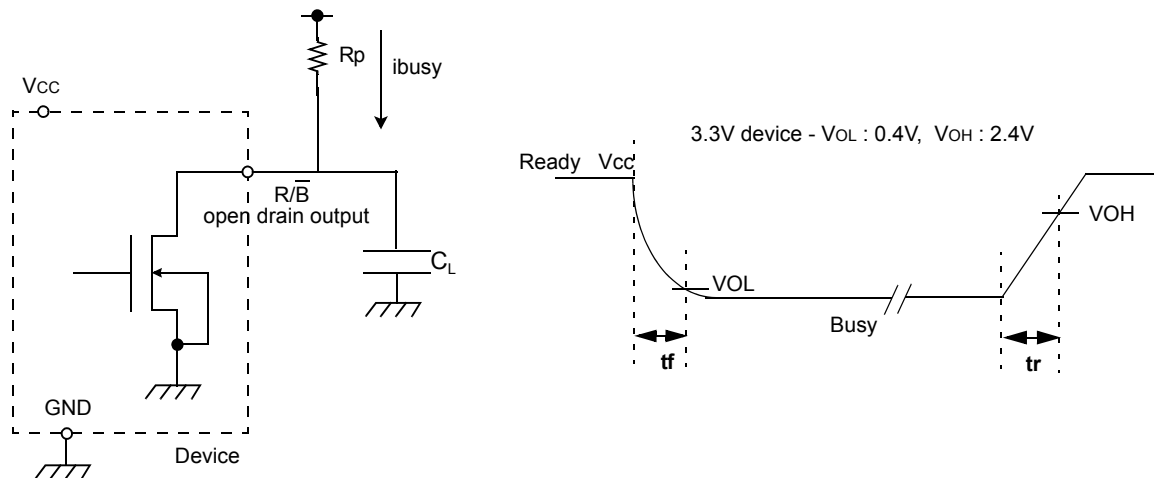 Rp
ibusy
VCC
R/B̅
open drain output
CL
GND
Device
3.3V device - VOL : 0.4V, VOH : 2.4V
Ready Vcc
VOH
VOL
Busy
tf
tr